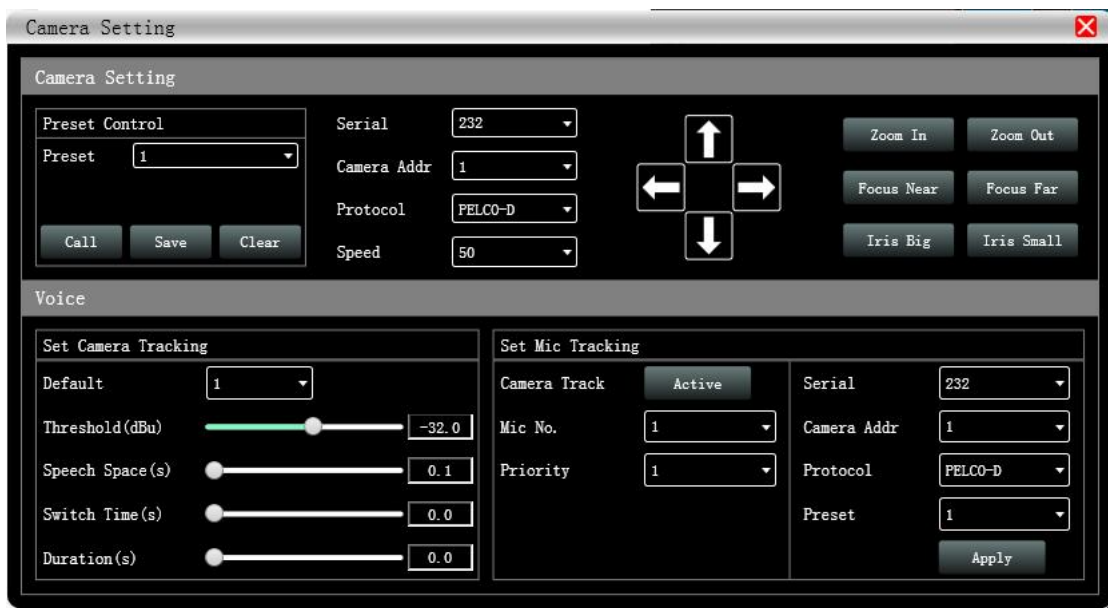 Camera Setting
Camera Setting
Preset Control
Preset 1
Call Save Clear
Serial 232
Camera Addr 1
Protocol PELCO-D
Speed 50
Zoom In Zoom Out
Focus Near Focus Far
Iris Big Iris Small
Voice
Set Camera Tracking
Default 1
Threshold(dBu) -32.0
Speech Space(s) 0.1
Switch Time(s) 0.0
Duration(s) 0.0
Set Mic Tracking
Camera Track Active
Mic No. 1
Priority 1
Serial 232
Camera Addr 1
Protocol PELCO-D
Preset 1
Apply